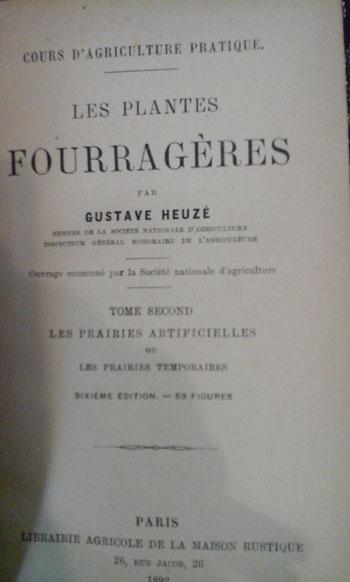 COURS D'AGRICULTURE PRATIQUE.
LES PLANTES
FOURRAGÈRES
PAR
GUSTAVE HEUZÉ
MEMBRE DE LA SOCIÉTÉ NATIONALE D'AGRICULTURE
INSPECTEUR GÉNÉRAL HONORAIRE DE L'AGRICULTURE
Ouvrage couronné par la Société nationale d'agriculture
TOME SECOND
LES PRAIRIES ARTIFICIELLES
OU
LES PRAIRIES TEMPORAIRES
SIXIÈME ÉDITION. — 58 FIGURES
PARIS
LIBRAIRIE AGRICOLE DE LA MAISON RUSTIQUE
26, RUE JACOB, 26